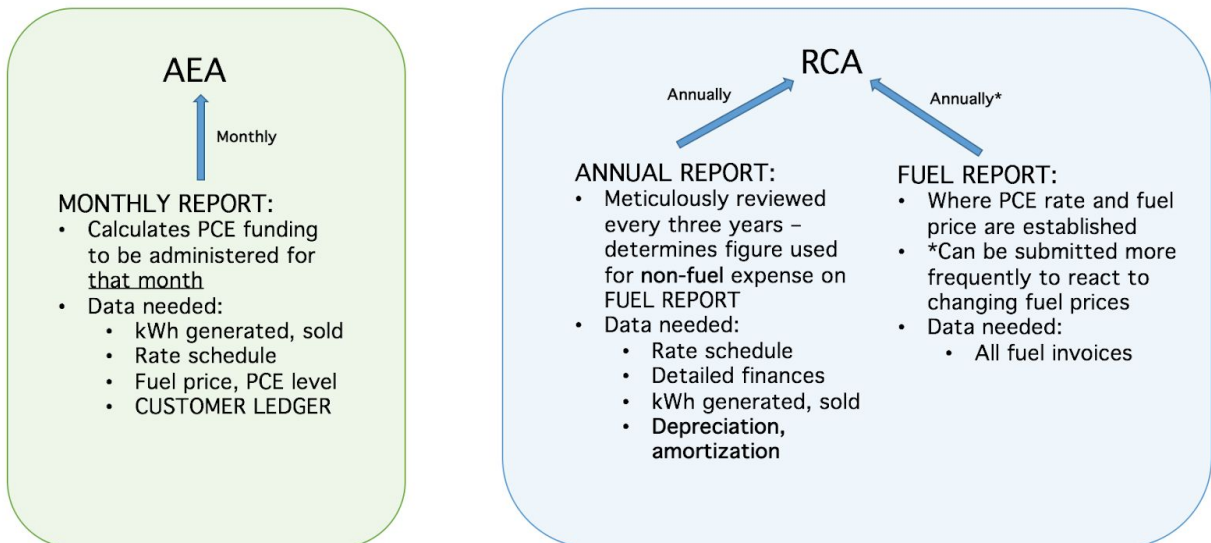 AEA
Monthly
MONTHLY REPORT:
• Calculates PCE funding
to be administered for
that month
• Data needed:
• kWh generated, sold
• Rate schedule
• Fuel price, PCE level
• CUSTOMER LEDGER
RCA
Annually
Annually*
ANNUAL REPORT:
• Meticulously reviewed
every three years –
determines figure used
for non-fuel expense on
FUEL REPORT
• Data needed:
• Rate schedule
• Detailed finances
• kWh generated, sold
• Depreciation,
amortization
FUEL REPORT:
• Where PCE rate and fuel
price are established
• *Can be submitted more
frequently to react to
changing fuel prices
• Data needed:
• All fuel invoices